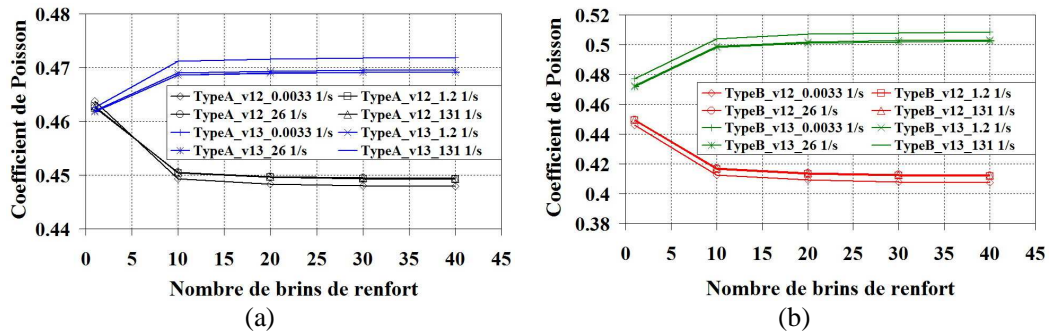 Coefficient de Poisson
0.48
0.47
0.46
0.45
0.44
TypeA_v12_0.0033 1/s
TypeA_v12_1.2 1/s
TypeA_v12_26 1/s
TypeA_v12_131 1/s
TypeA_v13_0.0033 1/s
TypeA_v13_1.2 1/s
TypeA_v13_26 1/s
TypeA_v13_131 1/s
0 5 10 15 20 25 30 35 40 45
Nombre de brins de renfort
(a)
Coefficient de Poisson
0.52
0.5
0.48
0.46
0.44
0.42
0.4
0.38
TypeB_v12_0.0033 1/s
TypeB_v12_1.2 1/s
TypeB_v12_26 1/s
TypeB_v12_131 1/s
TypeB_v13_0.0033 1/s
TypeB_v13_1.2 1/s
TypeB_v13_26 1/s
TypeB_v13_131 1/s
0 5 10 15 20 25 30 35 40 45
Nombre de brins de renfort
(b)